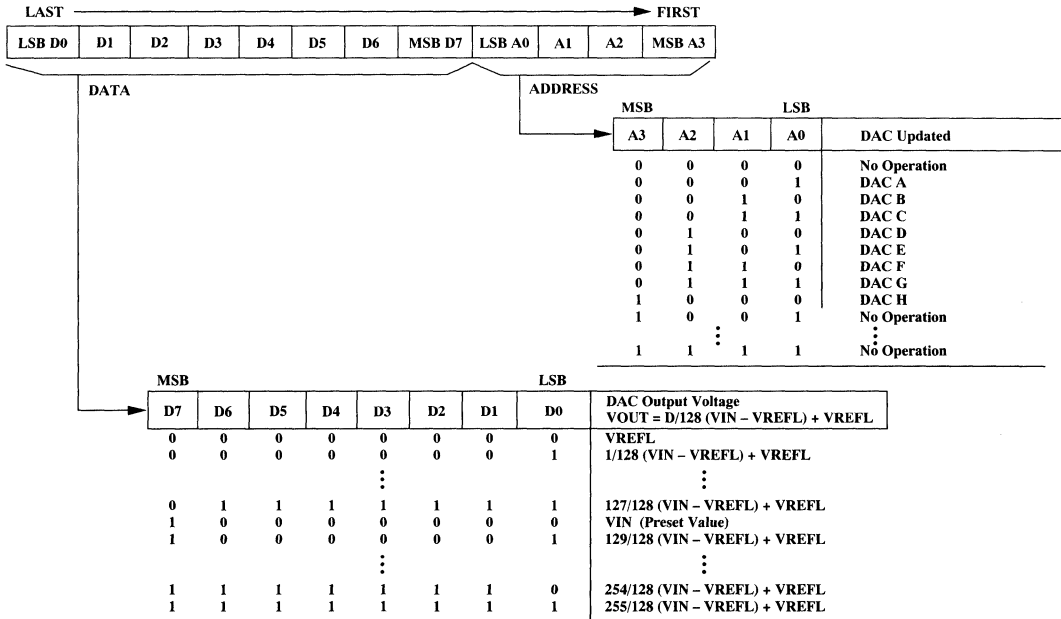 LAST FIRST
LSB D0 D1 D2 D3 D4 D5 D6 MSB D7 LSB A0 A1 A2 MSB A3
DATA ADDRESS
MSB LSB
A3 A2 A1 A0 DAC Updated
0 0 0 0 No Operation
0 0 0 1 DAC A
0 0 1 0 DAC B
0 0 1 1 DAC C
0 1 0 0 DAC D
0 1 0 1 DAC E
0 1 1 0 DAC F
0 1 1 1 DAC G
1 0 0 0 DAC H
1 0 0 1 No Operation
1 1 1 1 No Operation
MSB LSB
D7 D6 D5 D4 D3 D2 D1 D0 DAC Output Voltage
VOUT = D/128 (VIN – VREFL) + VREFL
0 0 0 0 0 0 0 0 VREFL
0 0 0 0 0 0 0 1 1/128 (VIN – VREFL) + VREFL
0 1 1 1 1 1 1 1 127/128 (VIN – VREFL) + VREFL
1 0 0 0 0 0 0 0 VIN (Preset Value)
1 0 0 0 0 0 0 1 129/128 (VIN – VREFL) + VREFL
1 1 1 1 1 1 1 0 254/128 (VIN – VREFL) + VREFL
1 1 1 1 1 1 1 1 255/128 (VIN – VREFL) + VREFL